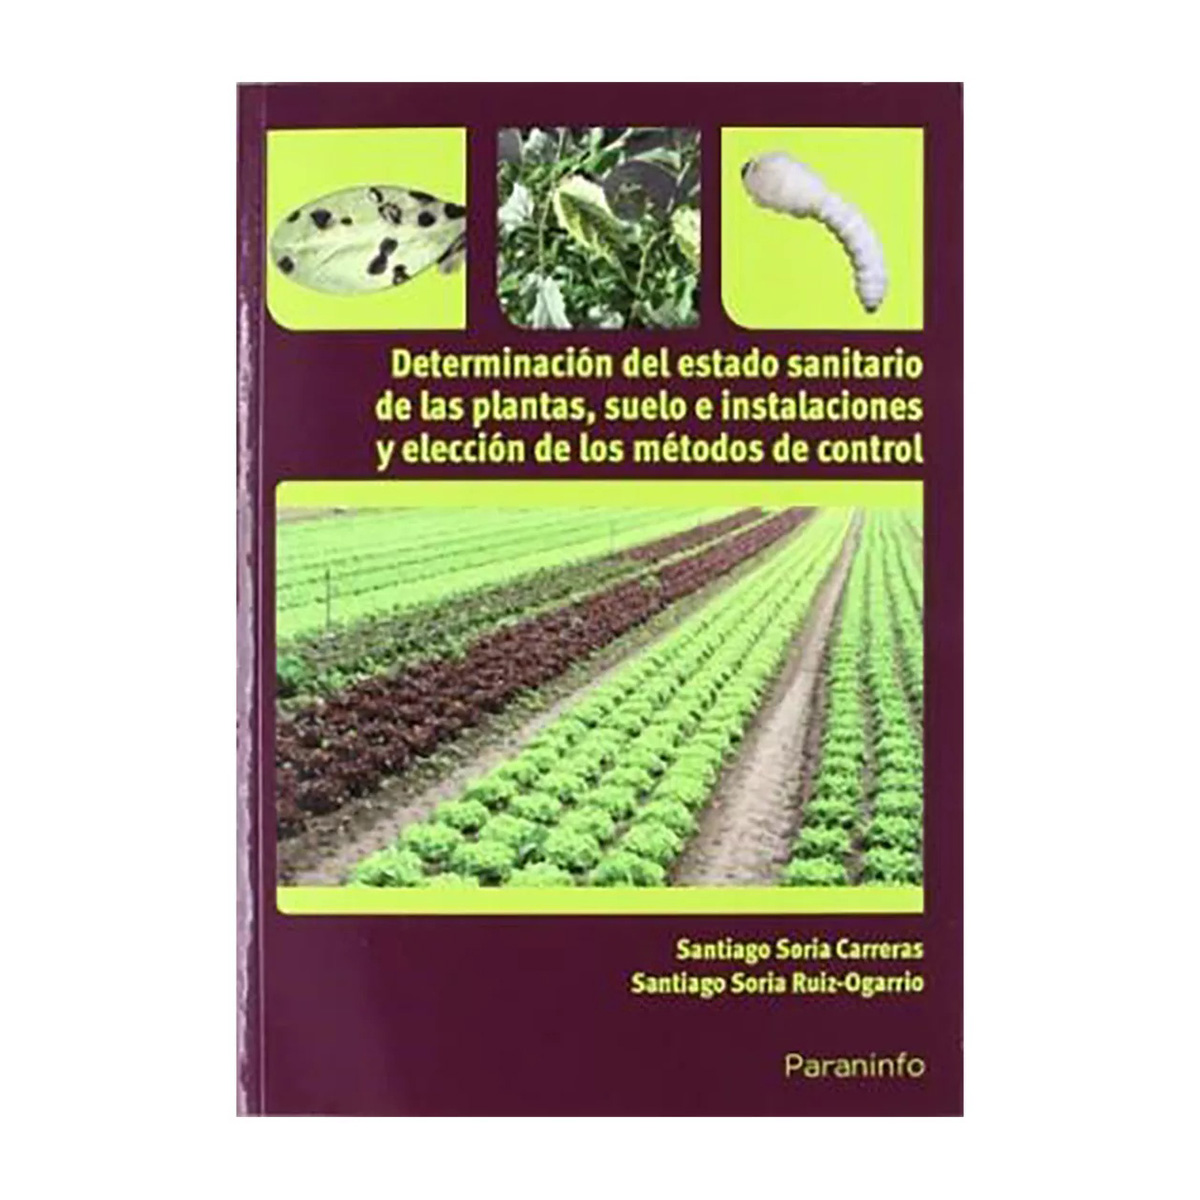 Determinación del estado sanitario
de las plantas, suelo e instalaciones
y elección de los métodos de control
Santiago Soria Carreras
Santiago Soria Ruiz-Ogarrio
Paraninfo